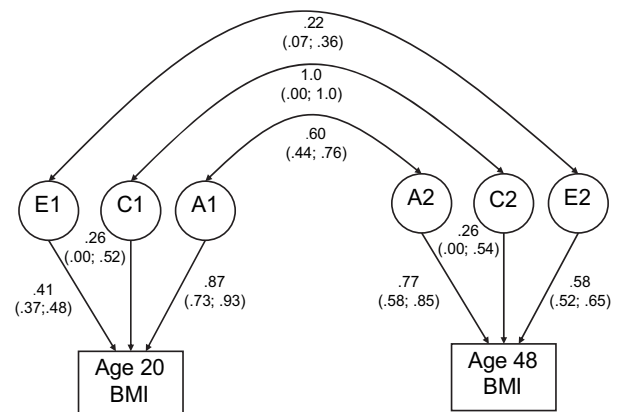 .22
(.07; .36)
1.0
(.00; 1.0)
.60
(.44; .76)
E1
C1
A1
A2
C2
E2
.41
(.37;.48)
.26
(.00; .52)
.87
(.73; .93)
.77
(.58; .85)
.26
(.00; .54)
.58
(.52; .65)
Age 20
BMI
Age 48
BMI